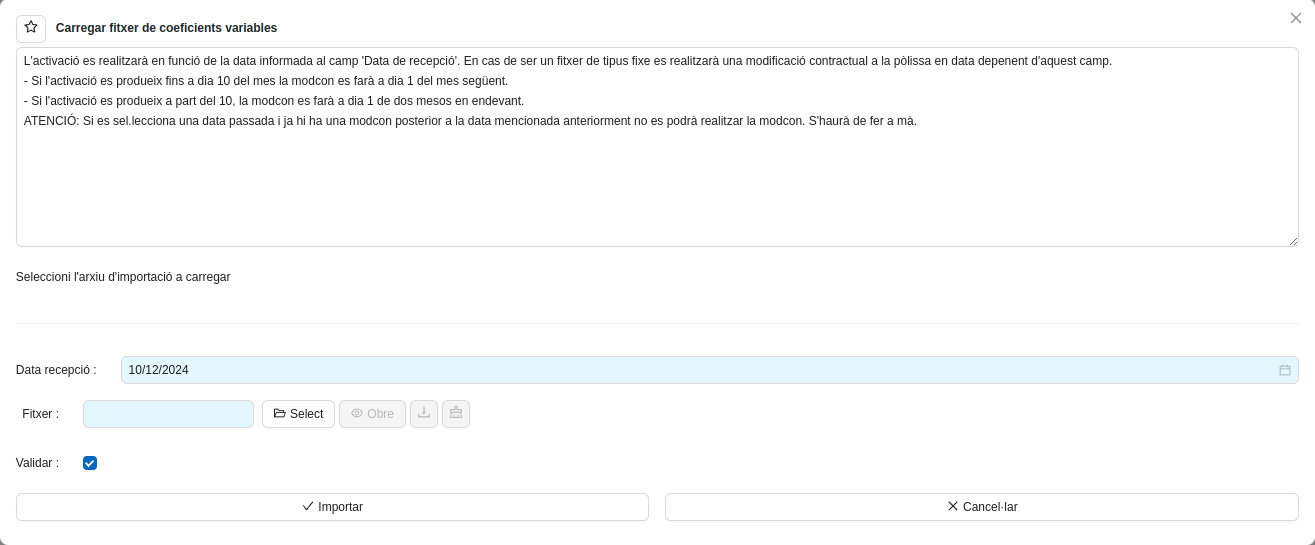 Carregar fitxer de coeficients variables
L'activació es realitzarà en funció de la data informada al camp 'Data de recepció'. En cas de ser un fitxer de tipus fixe es realitzarà una modificació contractual a la pòlissa en data depenent d'aquest camp.
- Si l'activació es produeix fins a dia 10 del mes la modcon es farà a dia 1 del mes següent.
- Si l'activació es produeix a part del 10, la modcon es farà a dia 1 de dos mesos en endevant.
ATENCIÓ: Si es sel.lecciona una data passada i ja hi ha una modcon posterior a la data mencionada anteriorment no es podrà realitzar la modcon. S'haurà de fer a mà.
Seleccioni l'arxiu d'importació a carregar
Data recepció : 10/12/2024
Fitxer : Select Obre
Validar :
Importar Cancel·lar